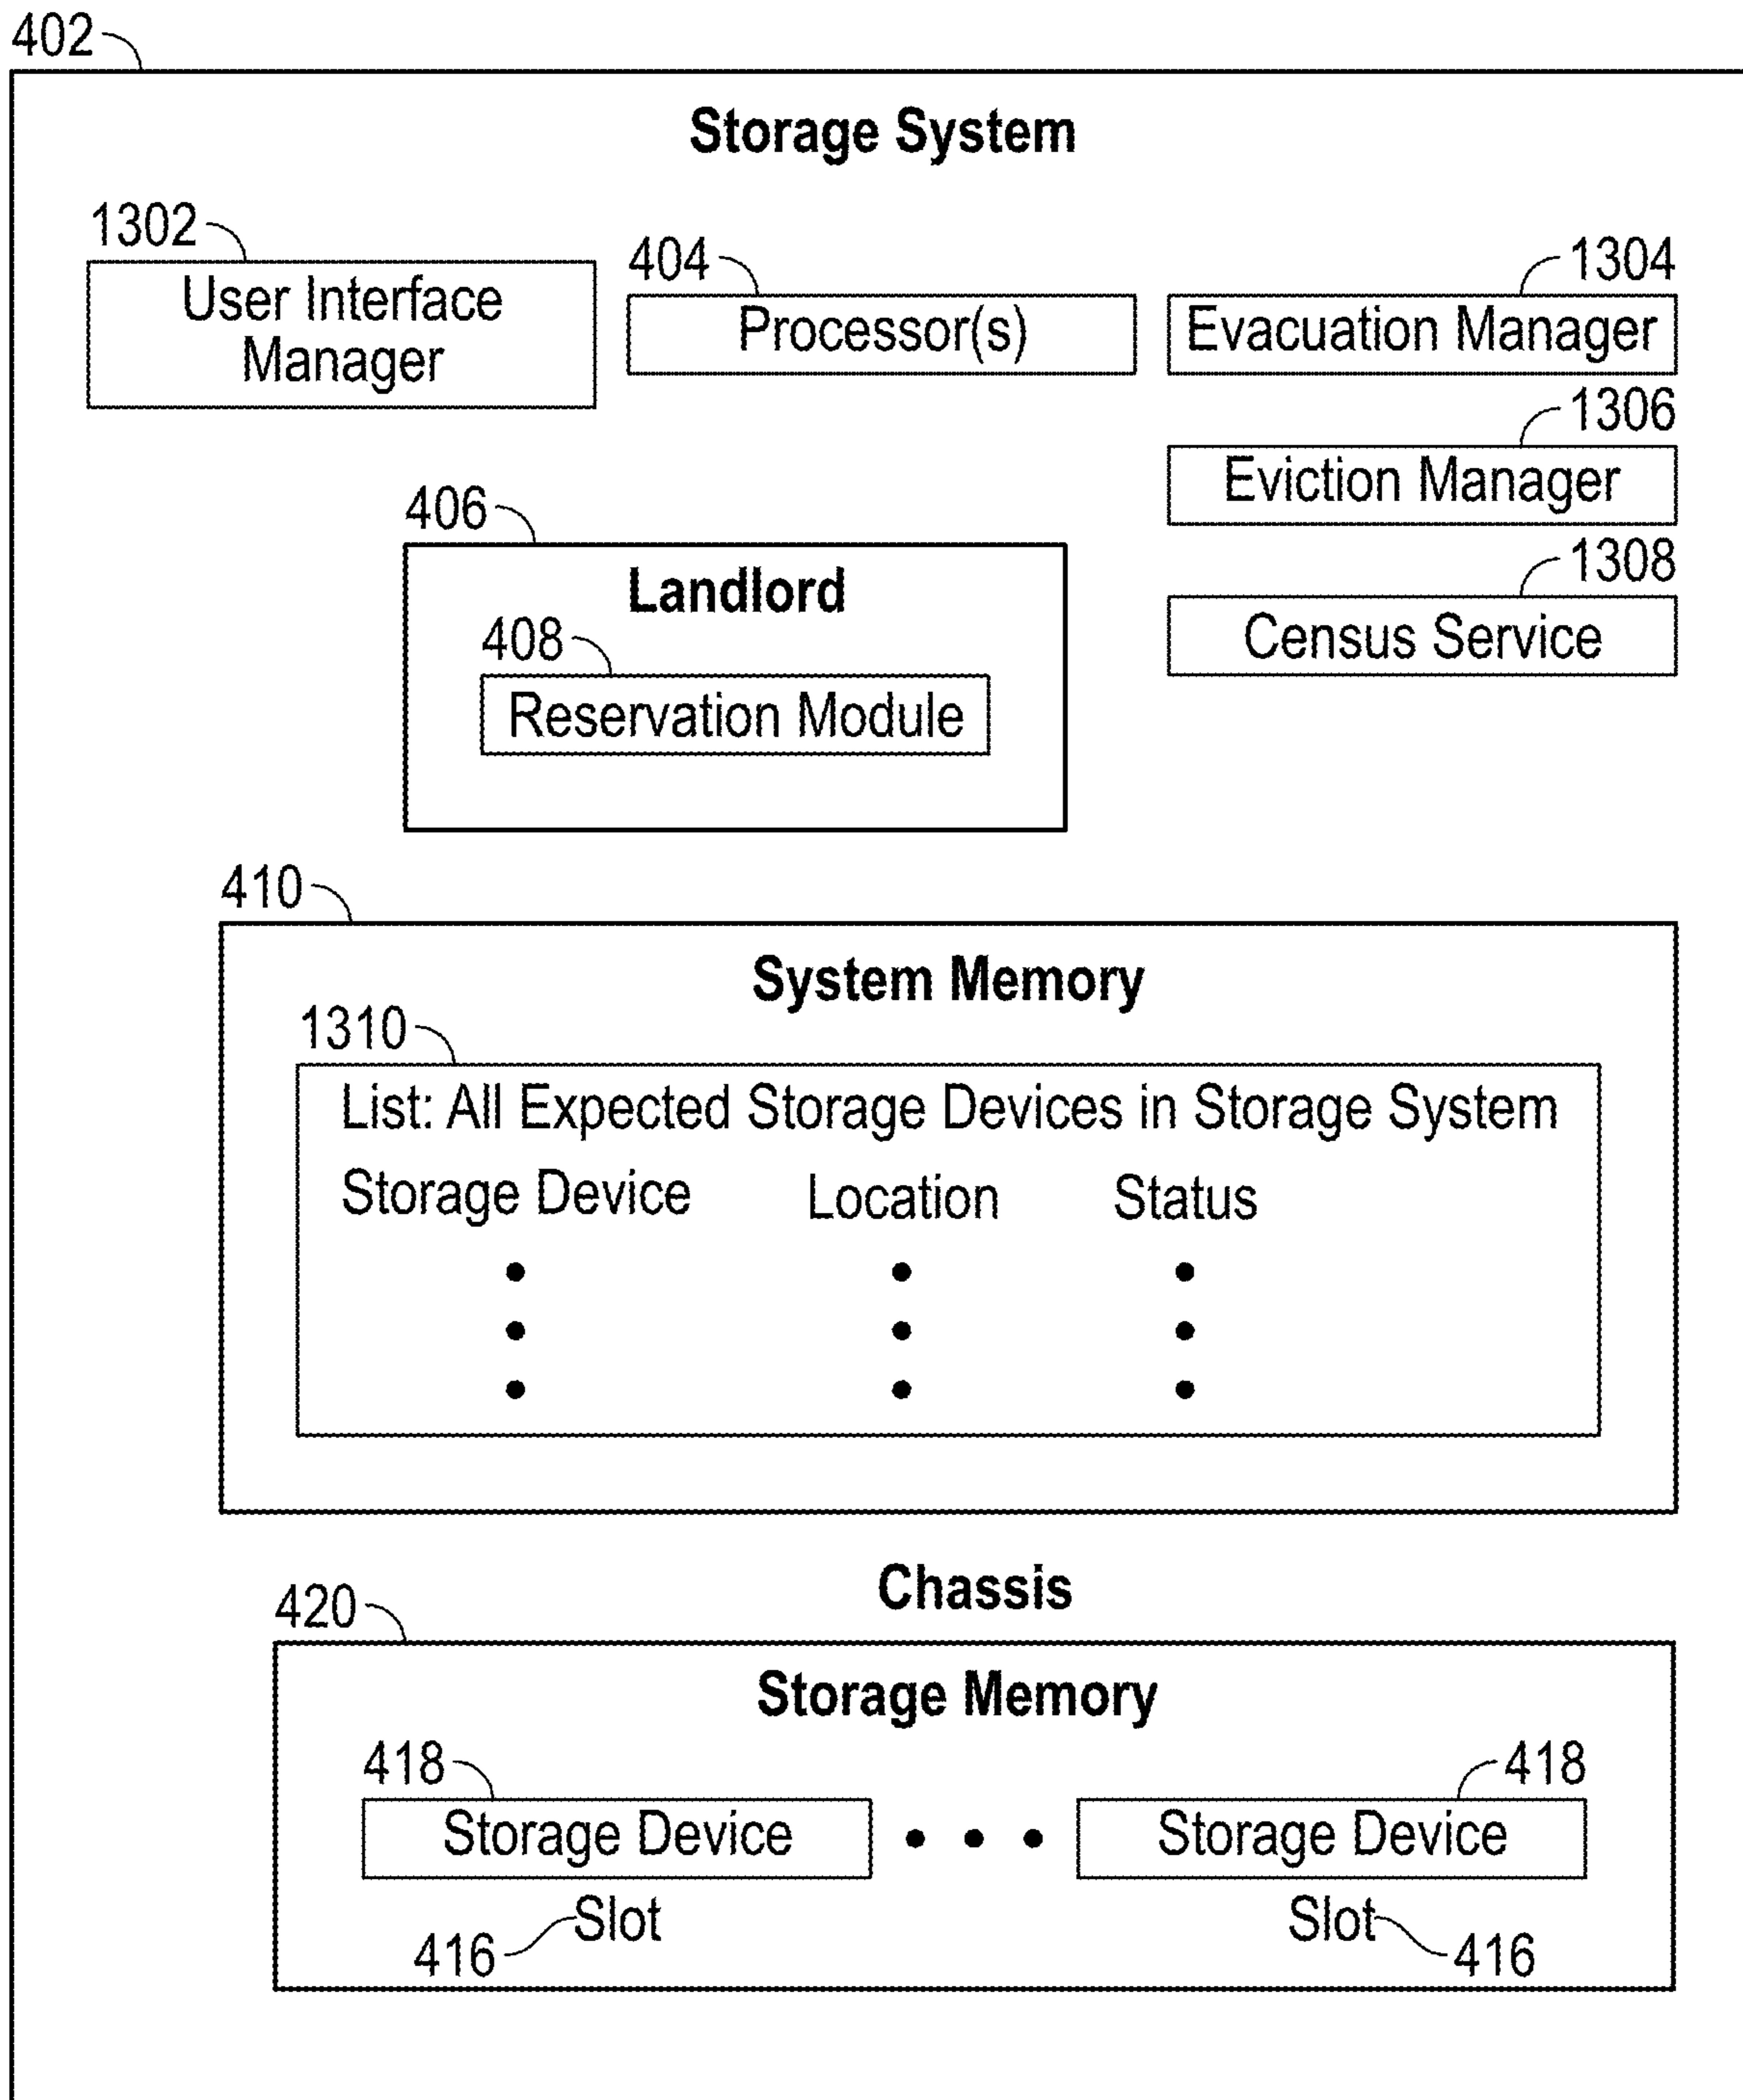 402
Storage System
1302
User Interface
Manager
404
Processor(s)
1304
Evacuation Manager
1306
Eviction Manager
1308
Census Service
406
Landlord
408
Reservation Module
410
System Memory
1310
List: All Expected Storage Devices in Storage System
Storage Device Location Status
Chassis
420
Storage Memory
418
Storage Device
418
Storage Device
Slot
416
Slot
416